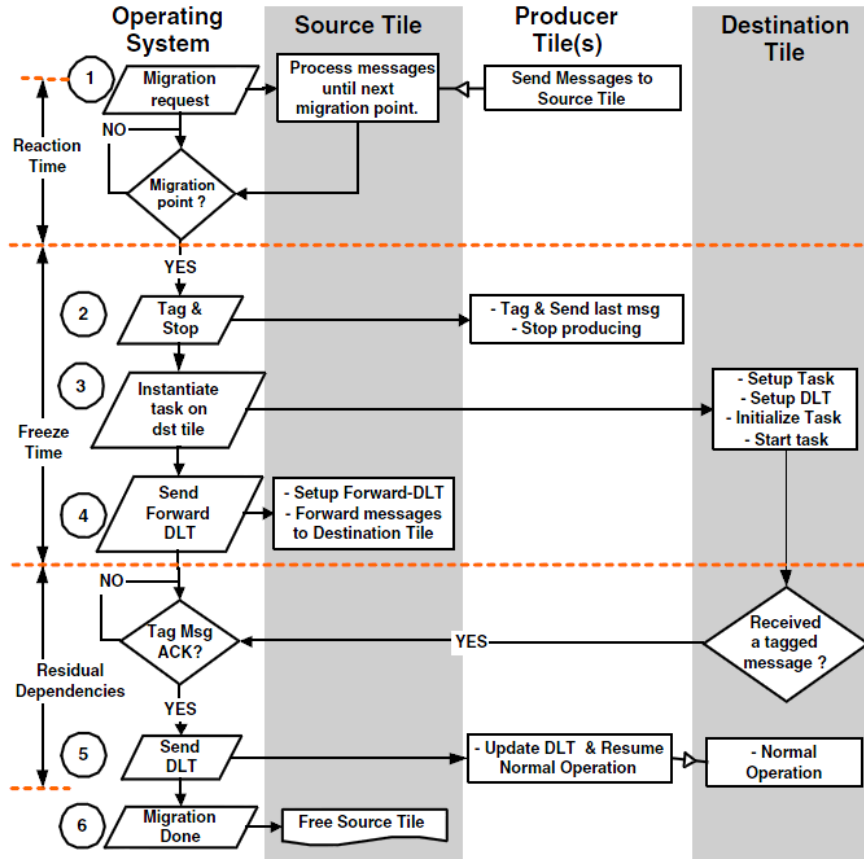 Operating
System
Source Tile
Producer
Tile(s)
Destination
Tile
1
Migration
request
Process messages
until next
migration point.
Send Messages to
Source Tile
NO
Reaction
Time
Migration
point ?
YES
2
Tag &
Stop
- Tag & Send last msg
- Stop producing
3
Instantiate
task on
dst tile
- Setup Task
- Setup DLT
- Initialize Task
- Start task
Freeze
Time
4
Send
Forward
DLT
- Setup Forward-DLT
- Forward messages
to Destination Tile
NO
Tag Msg
ACK?
YES
Received
a tagged
message ?
Residual
Dependencies
YES
5
Send
DLT
- Update DLT & Resume
Normal Operation
- Normal
Operation
6
Migration
Done
Free Source Tile